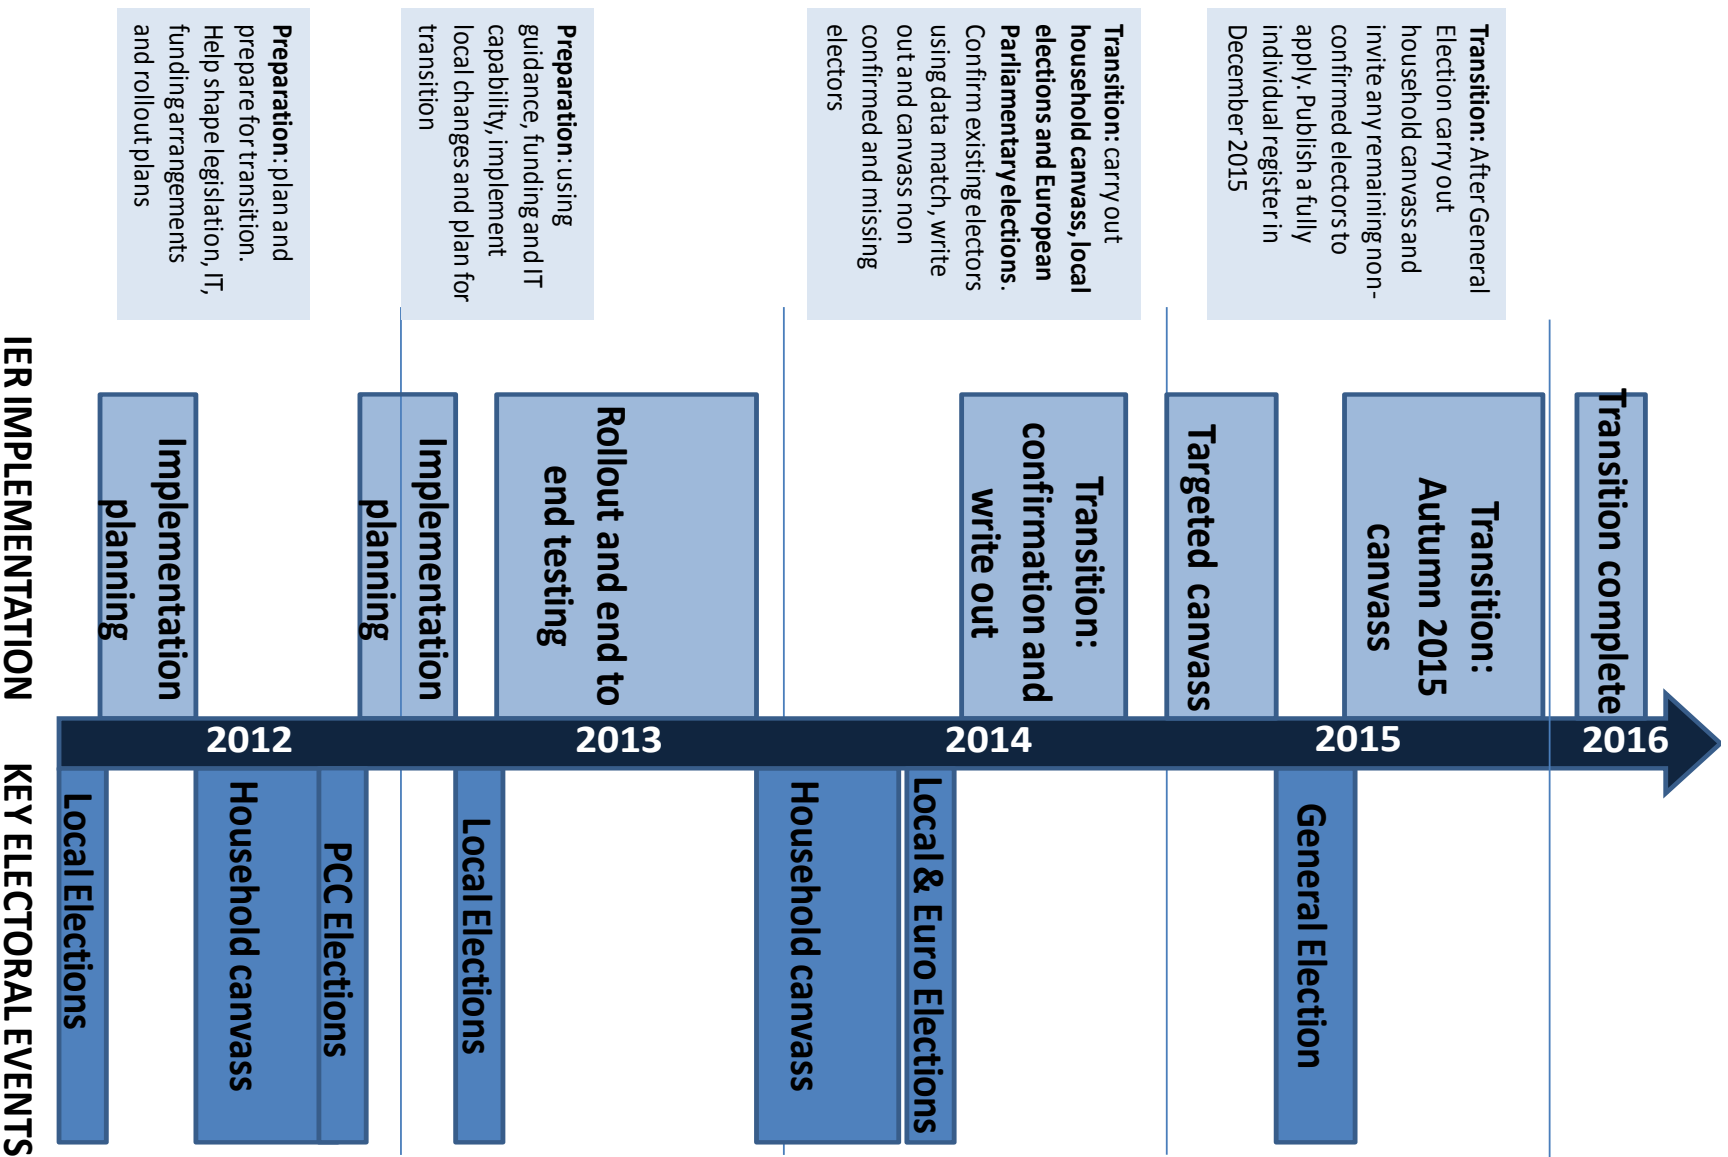 Preparation: plan and
prepare for transition.
Help shape legislation, IT,
funding arrangements
and rollout plans
Preparation: using
guidance, funding and IT
capability, implement
local changes and plan for
transition
Transition: carry out
household canvass, local
elections and European
Parliamentary elections.
Confirm existing electors
using data match, write
out and canvass non
confirmed and missing
electors
Transition: After General
Election carry out
household canvass and
invite any remaining non-
confirmed electors to
apply. Publish a fully
individual register in
December 2015
IER IMPLEMENTATION
Implementation
planning
Implementation
planning
Rollout and end to
end testing
Transition:
confirmation and
write out
Targeted canvass
Transition:
Autumn 2015
canvass
Transition complete
2012
2013
2014
2015
2016
KEY ELECTORAL EVENTS
Local Elections
Household canvass
PCC Elections
Local Elections
Household canvass
Local & Euro Elections
General Election